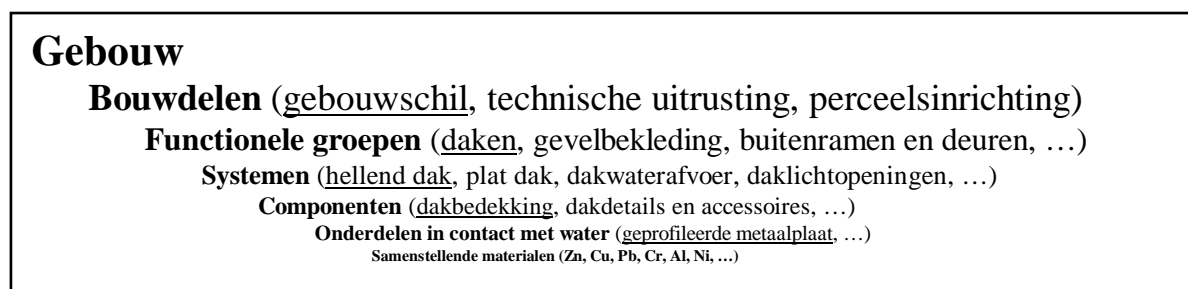 Gebouw
Bouwdelen (gebouwschil, technische uitrusting, perceelsinrichting)
Functionele groepen (daken, gevelbekleding, buitenramen en deuren, …)
Systemen (hellend dak, plat dak, dakwaterafvoer, daklichtopeningen, …)
Componenten (dakbedekking, dakdetails en accessoires, …)
Onderdelen in contact met water (geprofileerde metaalplaat, …)
Samenstellende materialen (Zn, Cu, Pb, Cr, Al, Ni, …)